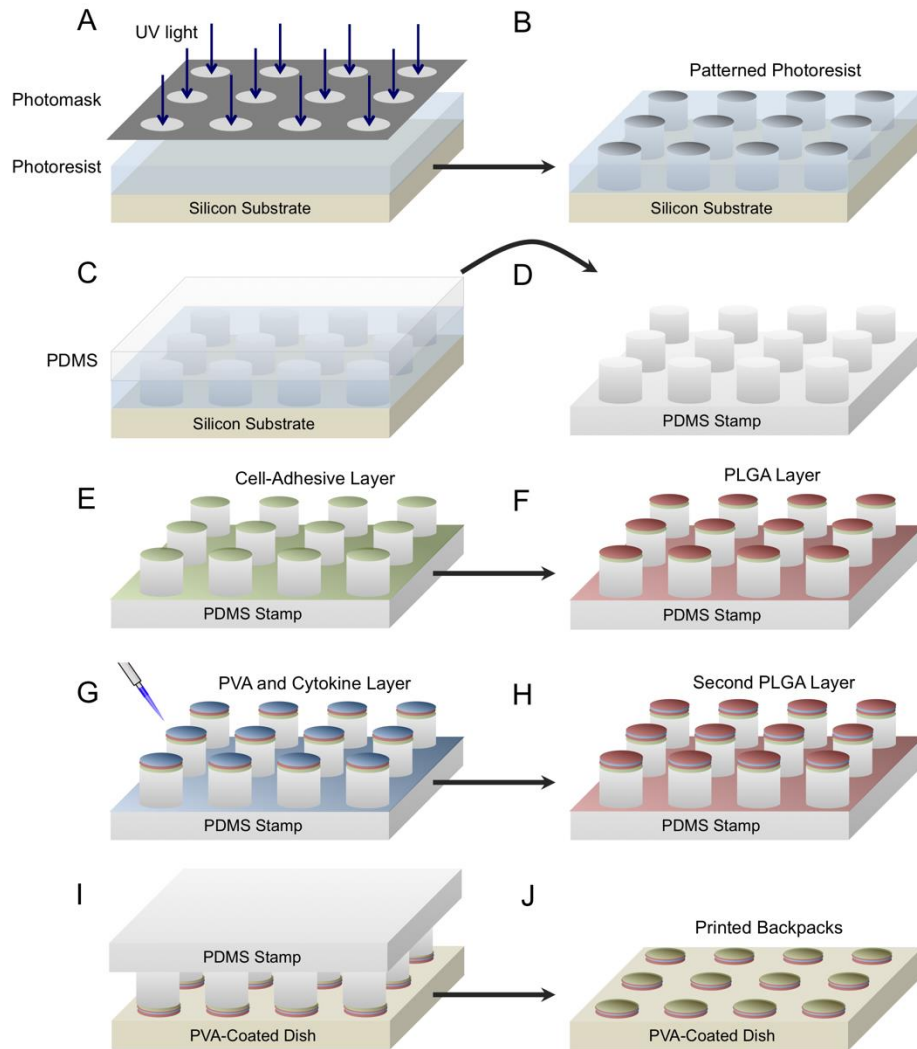 A
UV light
Photomask
Photoresist
Silicon Substrate
B
Patterned Photoresist
Silicon Substrate
C
PDMS
Silicon Substrate
D
PDMS Stamp
E
Cell-Adhesive Layer
PDMS Stamp
F
PLGA Layer
PDMS Stamp
G
PVA and Cytokine Layer
PDMS Stamp
H
Second PLGA Layer
PDMS Stamp
I
PDMS Stamp
PVA-Coated Dish
J
Printed Backpacks
PVA-Coated Dish